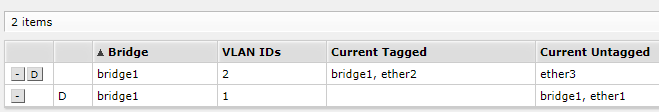 2 items
▲ Bridge VLAN IDs Current Tagged Current Untagged
- D bridge1 2 bridge1, ether2 ether3
- D bridge1 1 bridge1, ether1